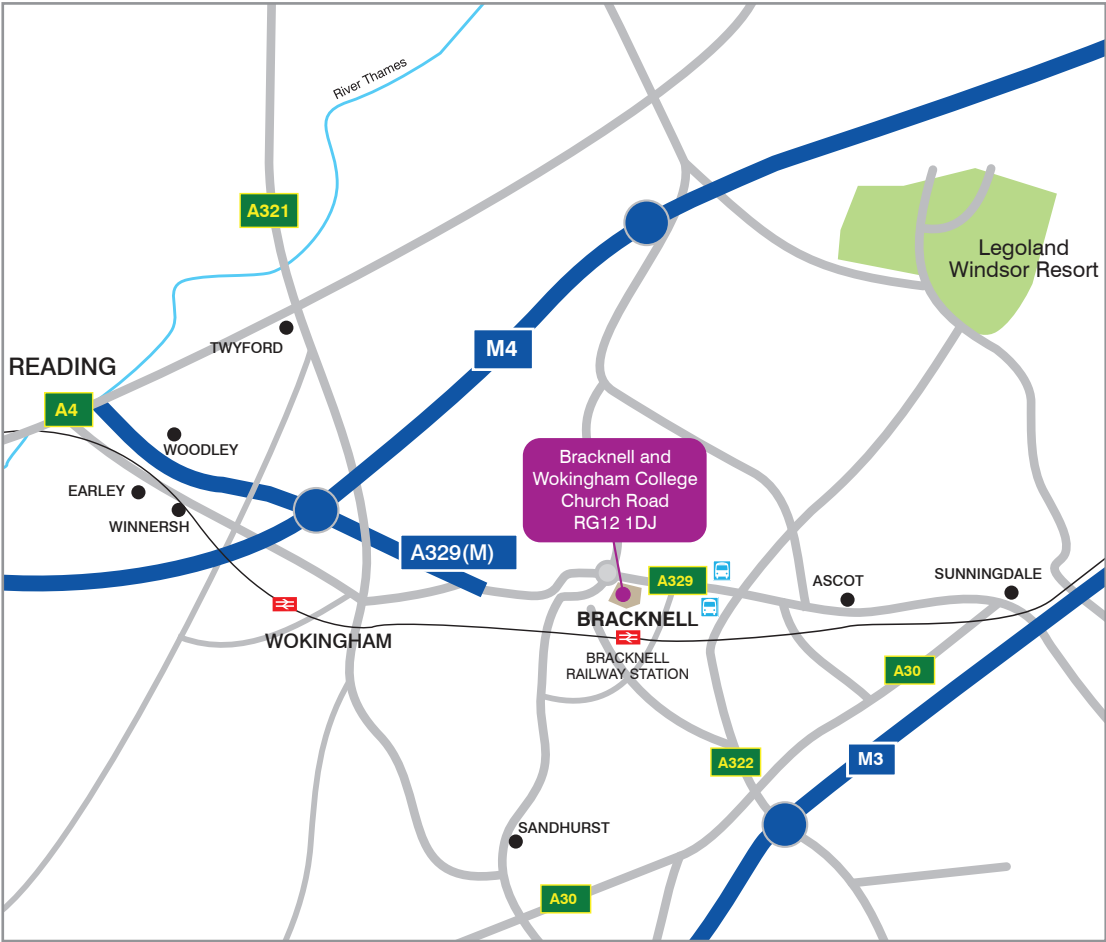 River Thames
A321
Legoland
Windsor Resort
TWYFORD
M4
READING
A4
WOODLEY
EARLEY
WINNERSH
Bracknell and
Wokingham College
Church Road
RG12 1DJ
A329(M)
A329
ASCOT
SUNNINGDALE
BRACKNELL
WOKINGHAM
BRACKNELL
RAILWAY STATION
A30
A322
M3
SANDHURST
A30